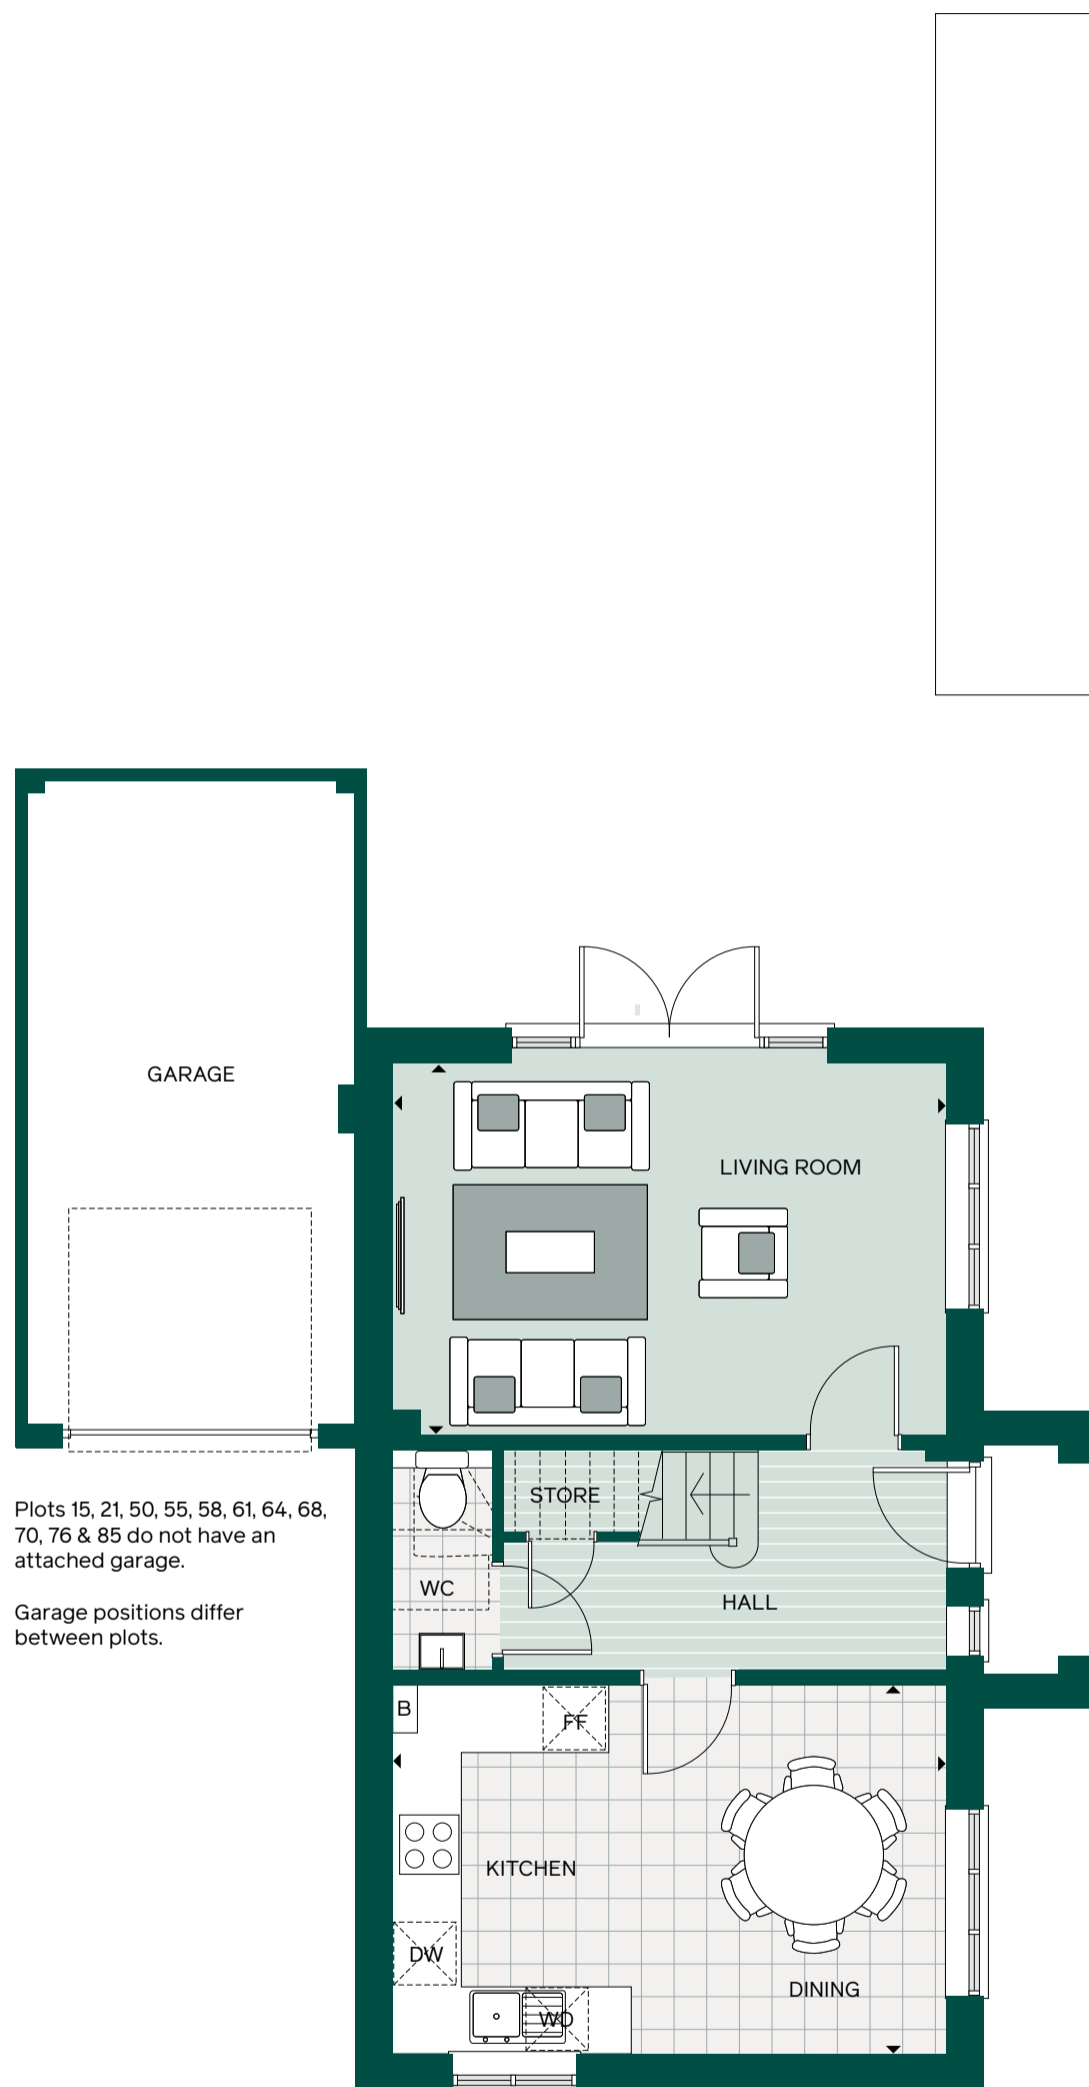 GARAGE
LIVING ROOM
STORE
Plots 15, 21, 50, 55, 58, 61, 64, 68,
70, 76 & 85 do not have an
attached garage.
WC
HALL
Garage positions differ
between plots.
B
FF
KITCHEN
DW
DINING
WD